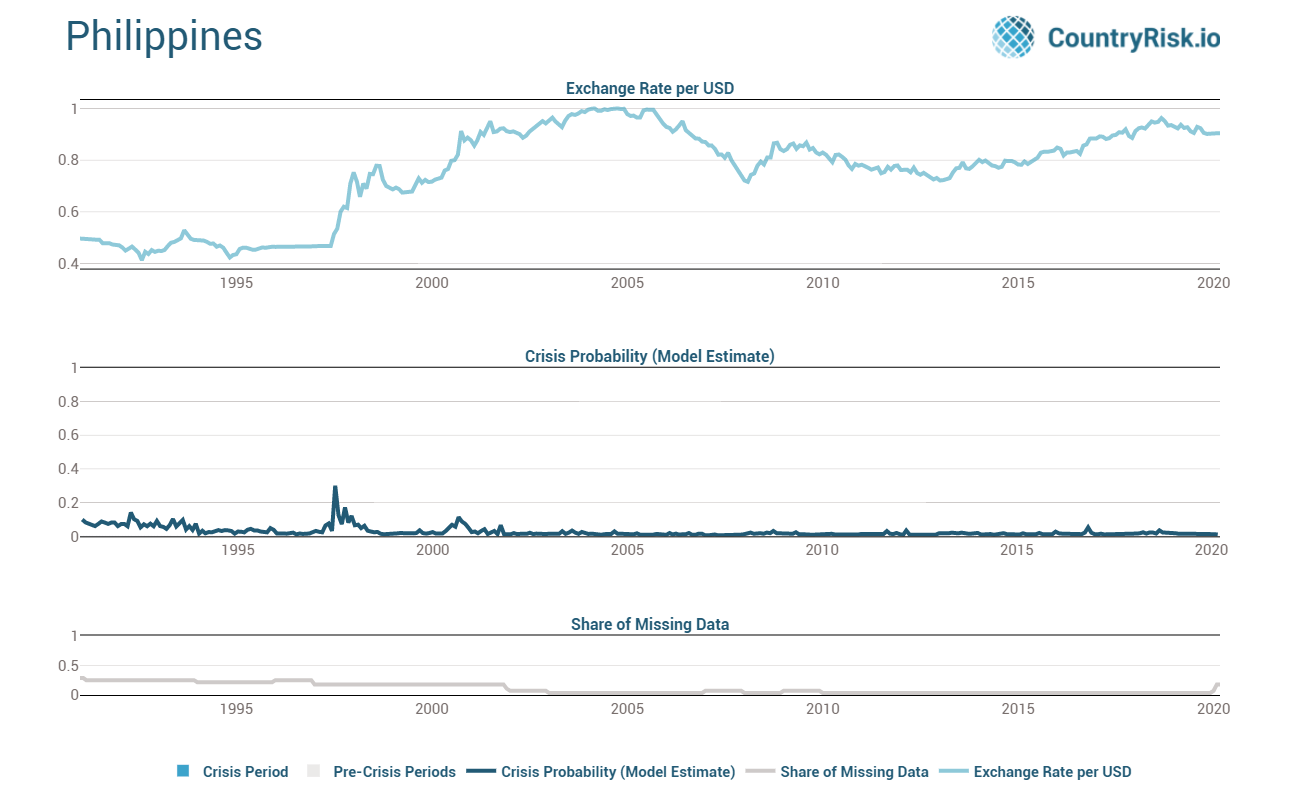 Philippines
CountryRisk.io
Exchange Rate per USD
1
0.8
0.6
0.4
1995 2000 2005 2010 2015 2020
Crisis Probability (Model Estimate)
1
0.8
0.6
0.4
0.2
0
1995 2000 2005 2010 2015 2020
Share of Missing Data
1
0.5
0
1995 2000 2005 2010 2015 2020
Crisis Period Pre-Crisis Periods Crisis Probability (Model Estimate) Share of Missing Data Exchange Rate per USD